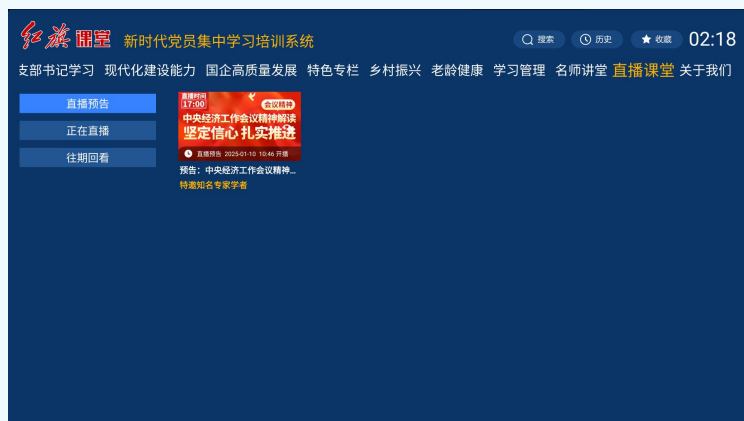 红旗课堂 新时代党员集中学习培训系统
搜索 历史 收藏 02:18
支部书记学习 现代化建设能力 国企高质量发展 特色专栏 乡村振兴 老龄健康 学习管理 名师讲堂 直播课堂 关于我们
直播预告
正在直播
往期回看
直播时间
17:00
会议精神
中央经济工作会议精神解读
坚定信心 扎实推进
直播预告 2025-01-10 10:46 开播
预告：中央经济工作会议精神...
特邀知名专家学者